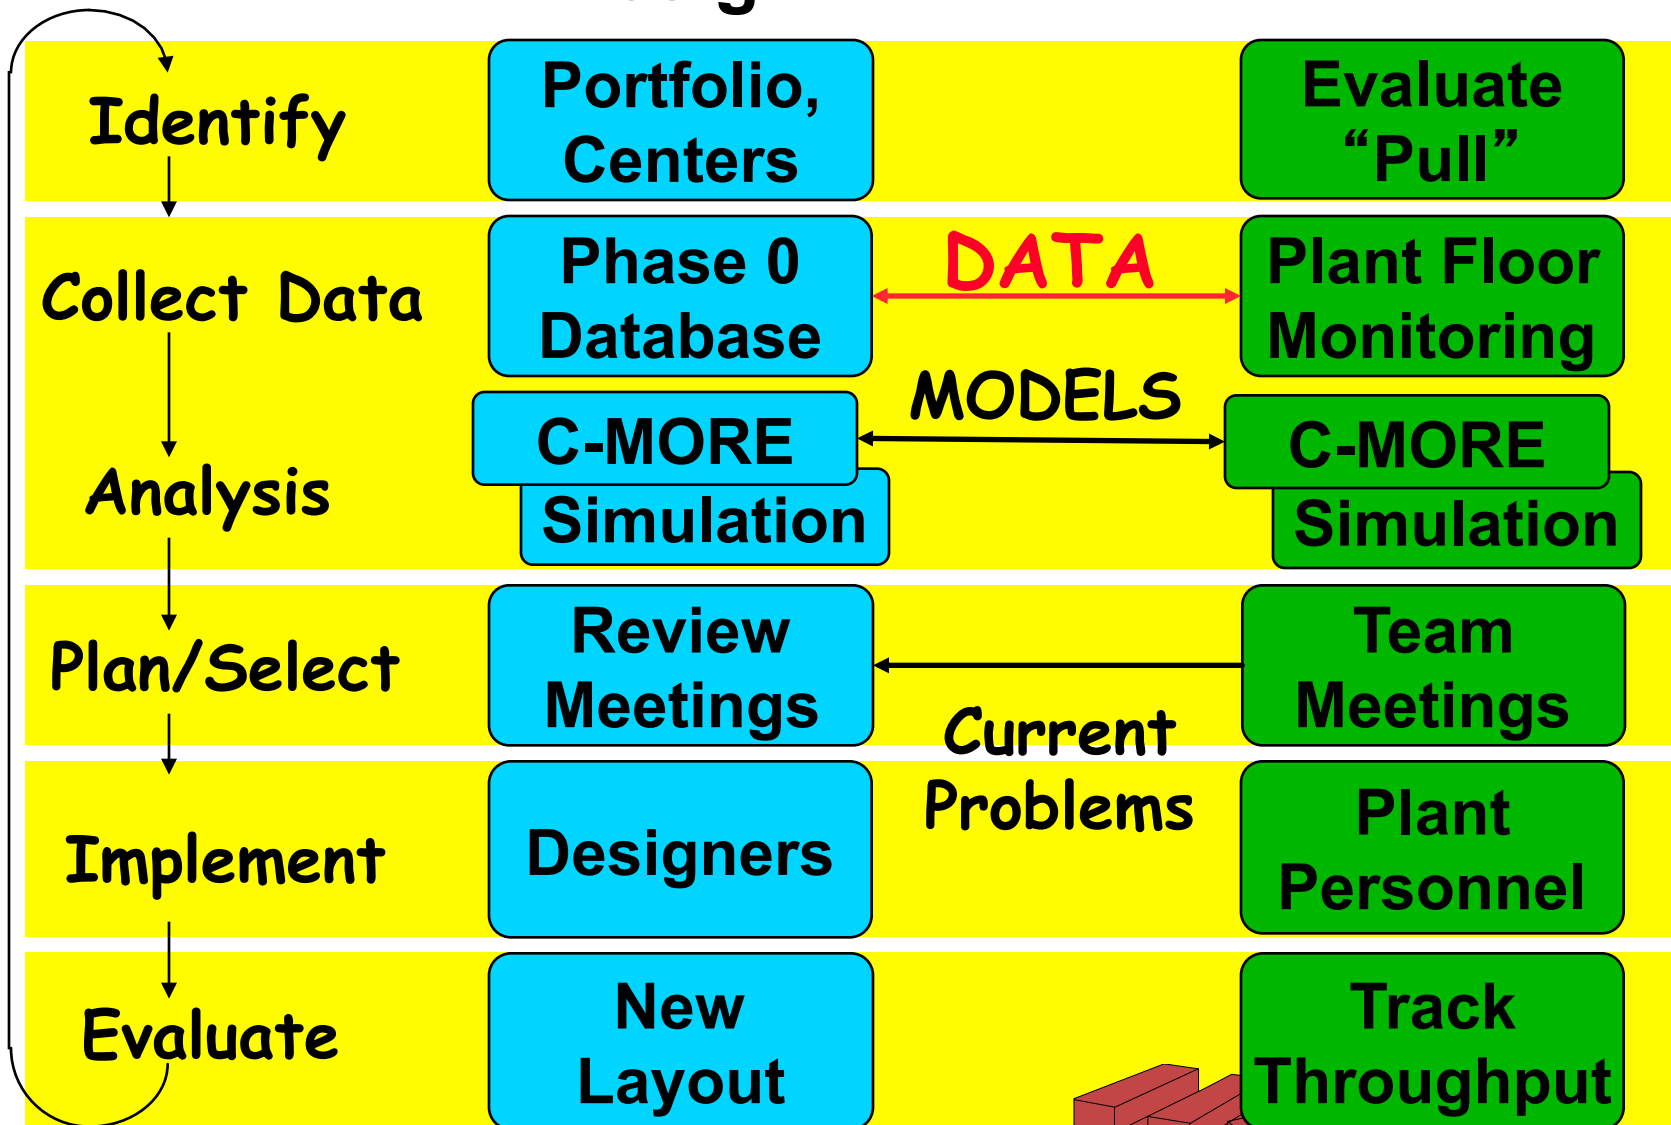 Identify
Portfolio,
Centers
Evaluate
“Pull”
Collect Data
Phase 0
Database
DATA
Plant Floor
Monitoring
Analysis
C-MORE
Simulation
MODELS
C-MORE
Simulation
Plan/Select
Review
Meetings
Current
Problems
Team
Meetings
Implement
Designers
Plant
Personnel
Evaluate
New
Layout
Track
Throughput